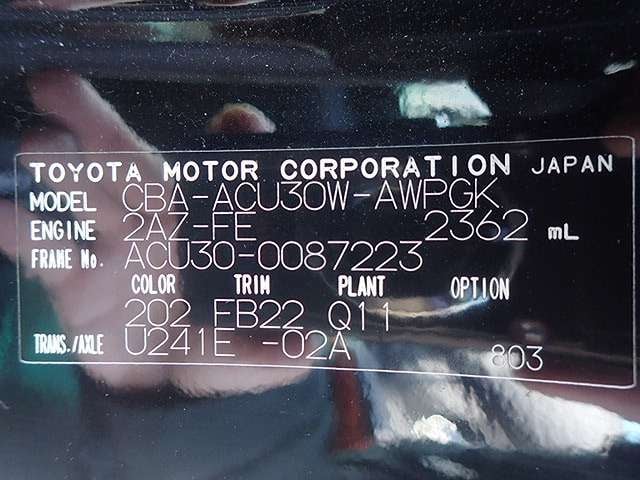 TOYOTA MOTOR CORPORATION JAPAN
MODEL CBA-ACU30W-AWPGK
ENGINE 2AZ-FE 2362 mL
FRAME No. ACU30-0087223
COLOR TRIM PLANT OPTION
202 FB22 Q11
TRANS./AXLE U241E -02A 803